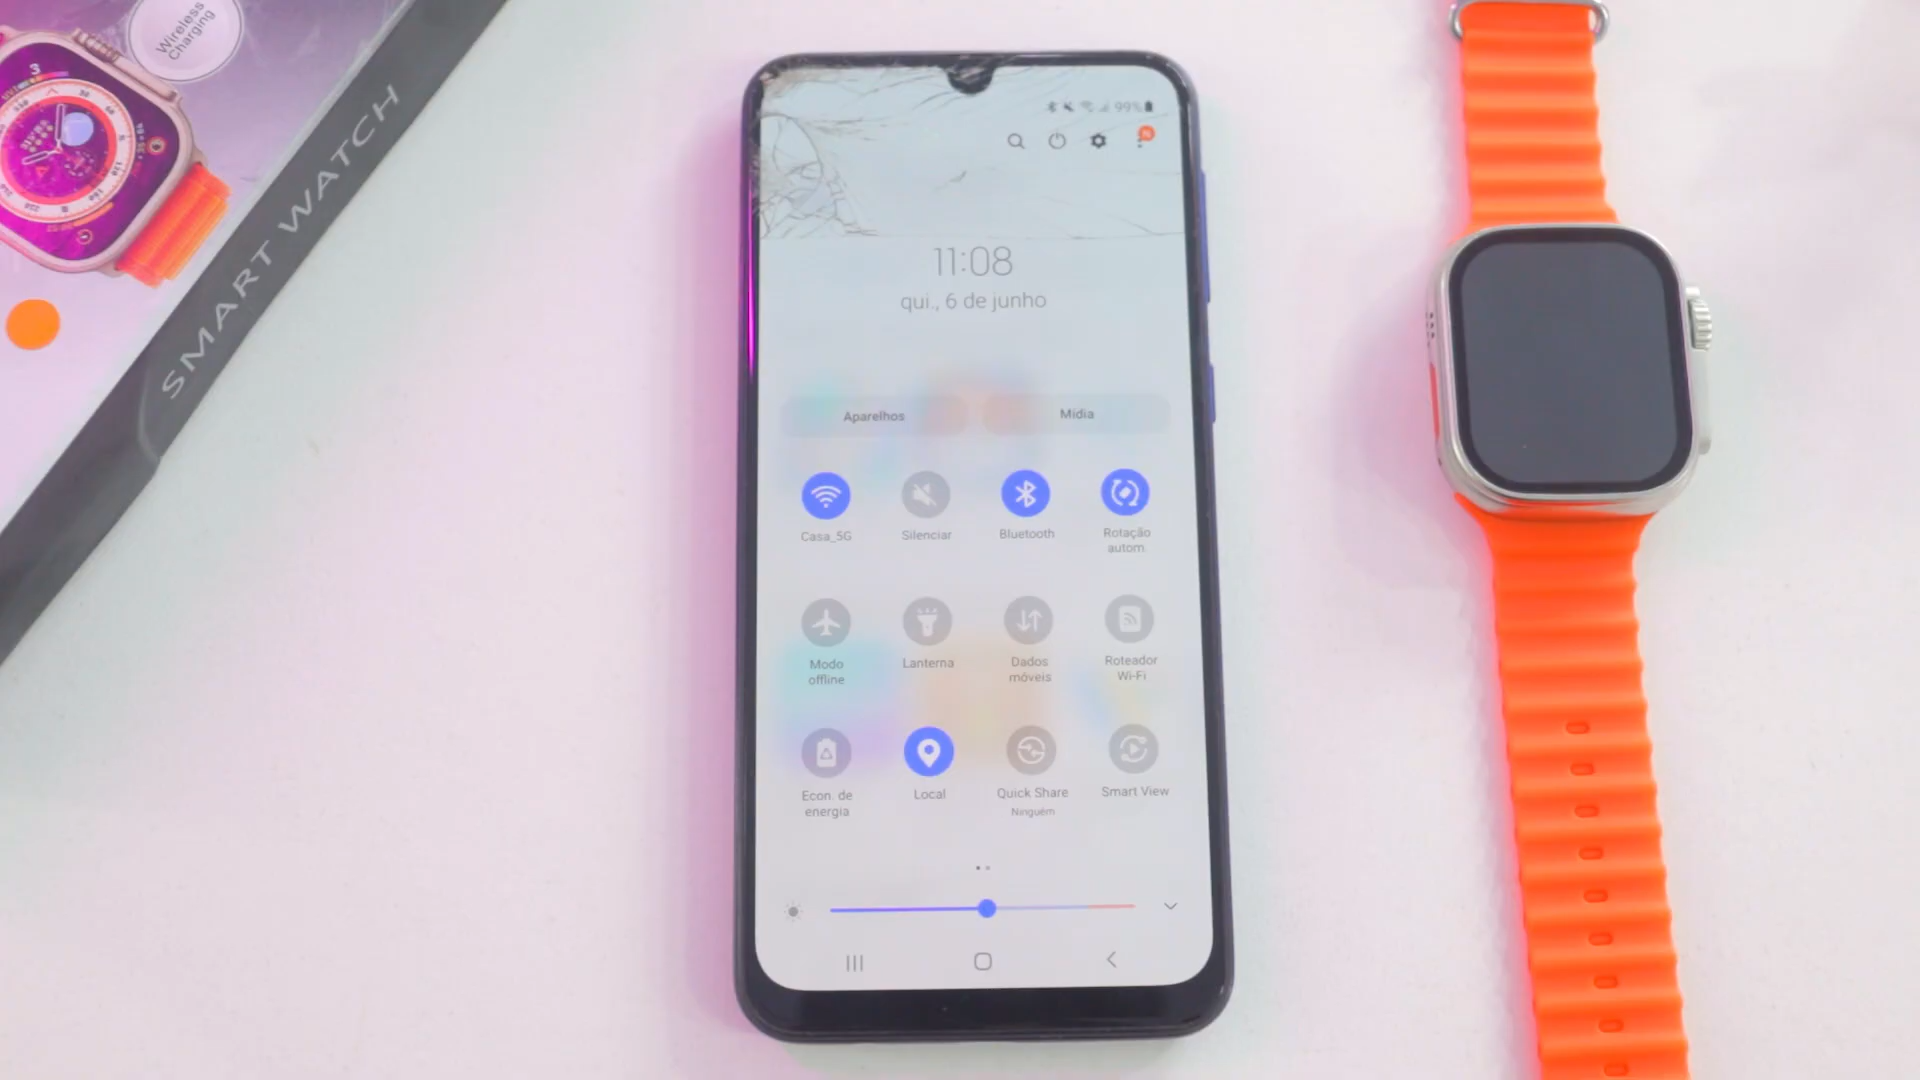 Wireless
Charging
SMART WATCH
99%
11:08
qui., 6 de junho
Aparelhos
Mídia
Casa_5G
Silenciar
Bluetooth
Rotação
autom.
Modo
offline
Lanterna
Dados
móveis
Roteador
Wi-Fi
Econ. de
energia
Local
Quick Share
Ninguém
Smart View